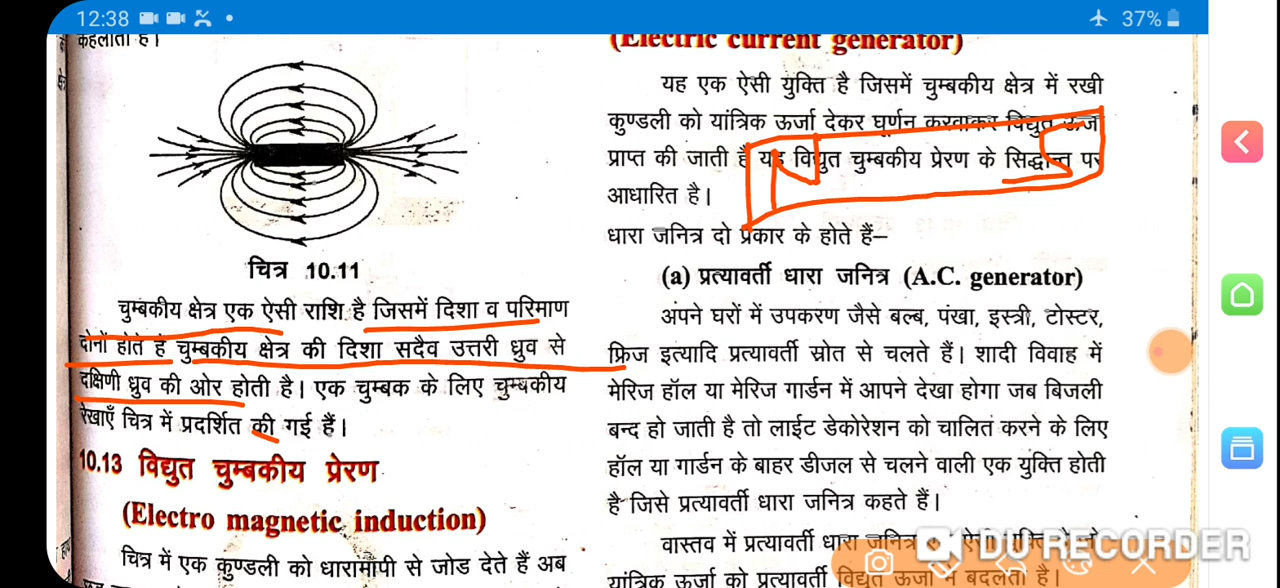 12:38
37%
कहलाता है।
चित्र 10.11
चुम्बकीय क्षेत्र एक ऐसी राशि है जिसमें दिशा व परिमाण
दोनों होते है चुम्बकीय क्षेत्र की दिशा सदैव उत्तरी ध्रुव से
दक्षिणी ध्रुव की ओर होती है। एक चुम्बक के लिए चुम्बकीय
रेखाएँ चित्र में प्रदर्शित की गई हैं।
10.13 विद्युत चुम्बकीय प्रेरण
(Electro magnetic induction)
चित्र में एक कुण्डली को धारामापी से जोड देते हैं अब
(Electric current generator)
यह एक ऐसी युक्ति है जिसमें चुम्बकीय क्षेत्र में रखी
कुण्डली को यांत्रिक ऊर्जा देकर घूर्णन करवाकर विद्युत ऊर्जा
प्राप्त की जाती है यह विद्युत चुम्बकीय प्रेरण के सिद्धान्त पर
आधारित है।
धारा जनित्र दो प्रकार के होते हैं–
(a) प्रत्यावर्ती धारा जनित्र (A.C. generator)
अपने घरों में उपकरण जैसे बल्ब, पंखा, इस्त्री, टोस्टर,
फ्रिज इत्यादि प्रत्यावर्ती स्रोत से चलते हैं। शादी विवाह में
मेरिज हॉल या मेरिज गार्डन में आपने देखा होगा जब बिजली
बन्द हो जाती है तो लाईट डेकोरेशन को चालित करने के लिए
हॉल या गार्डन के बाहर डीजल से चलने वाली एक युक्ति होती
है जिसे प्रत्यावर्ती धारा जनित्र कहते हैं।
वास्तव में प्रत्यावर्ती धारा जनित्र
यांत्रिक ऊर्जा को प्रत्यावर्ती विद्युत ऊर्जा में बदलता है।
DU RECORDER